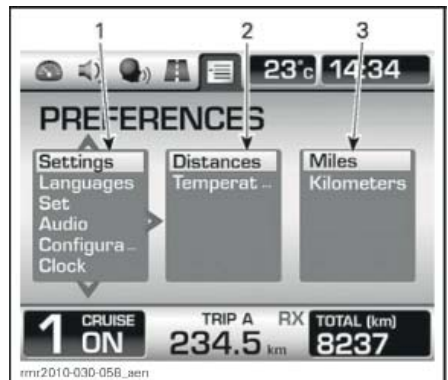 1 2 3
23°c 14:34
PREFERENCES
Settings
Languages
Set
Audio
Configura...
Clock
Distances
Temperat...
Miles
Kilometers
1 CRUISE ON
TRIP A
234.5 km
RX
TOTAL (km)
8237
rmr2010-030-058_aen